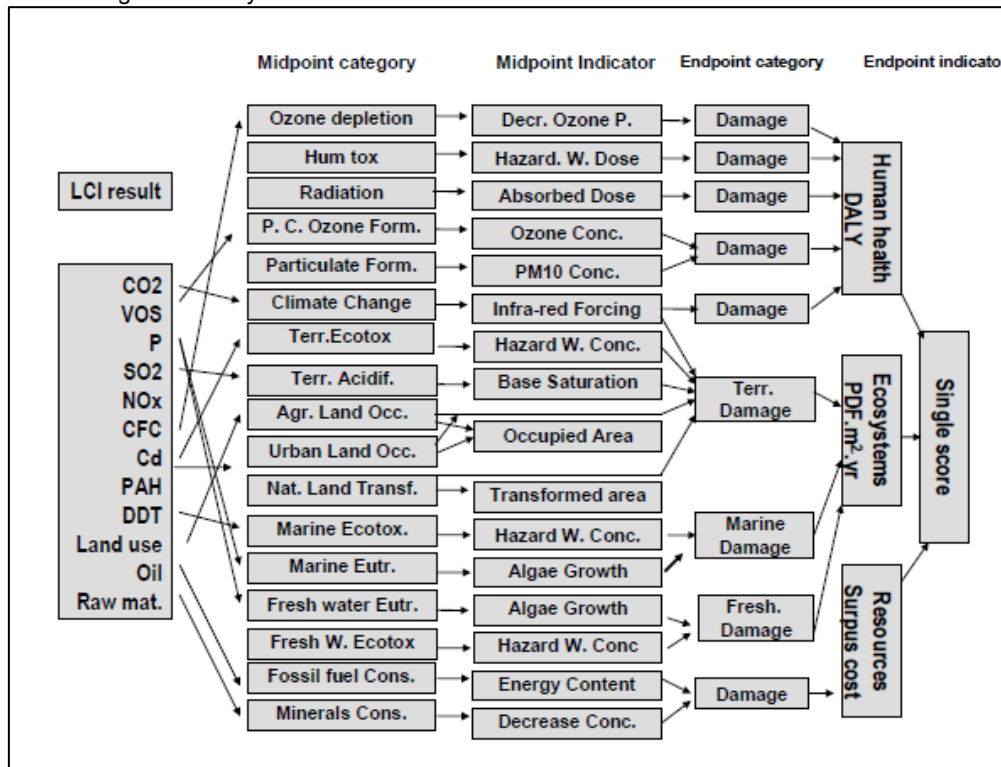 Midpoint category
Midpoint Indicator
Endpoint category
Endpoint indicato
LCI result
CO2
VOS
P
SO2
NOx
CFC
Cd
PAH
DDT
Land use
Oil
Raw mat.
Ozone depletion
Hum tox
Radiation
P. C. Ozone Form.
Particulate Form.
Climate Change
Terr.Ecotox
Terr. Acidif.
Agr. Land Occ.
Urban Land Occ.
Nat. Land Transf.
Marine Ecotox.
Marine Eutr.
Fresh water Eutr.
Fresh W. Ecotox
Fossil fuel Cons.
Minerals Cons.
Decr. Ozone P.
Hazard. W. Dose
Absorbed Dose
Ozone Conc.
PM10 Conc.
Infra-red Forcing
Hazard W. Conc.
Base Saturation
Occupied Area
Transformed area
Hazard W. Conc.
Algae Growth
Algae Growth
Hazard W. Conc
Energy Content
Decrease Conc.
Damage
Damage
Damage
Damage
Damage
Terr.
Damage
Marine
Damage
Fresh.
Damage
Damage
Human health
DALY
Ecosystems
PDF.m².yr
Resources
Surpus cost
Single score